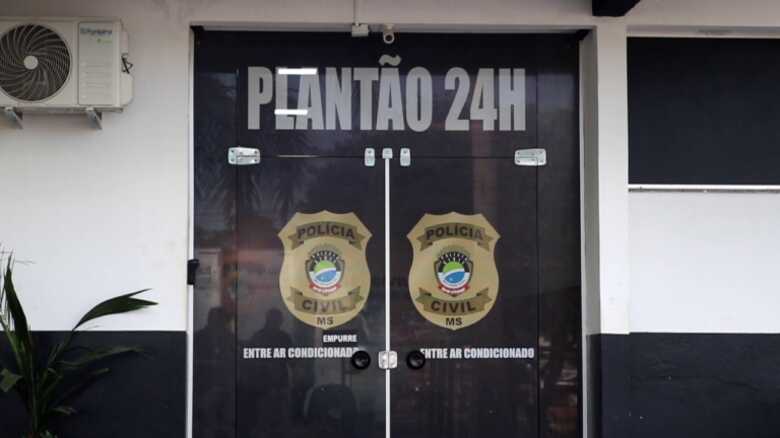 PLANTÃO 24H
POLÍCIA
CIVIL
MS
POLÍCIA
CIVIL
MS
EMPURRE
ENTRE AR CONDICIONADO
ENTRE AR CONDICIONADO